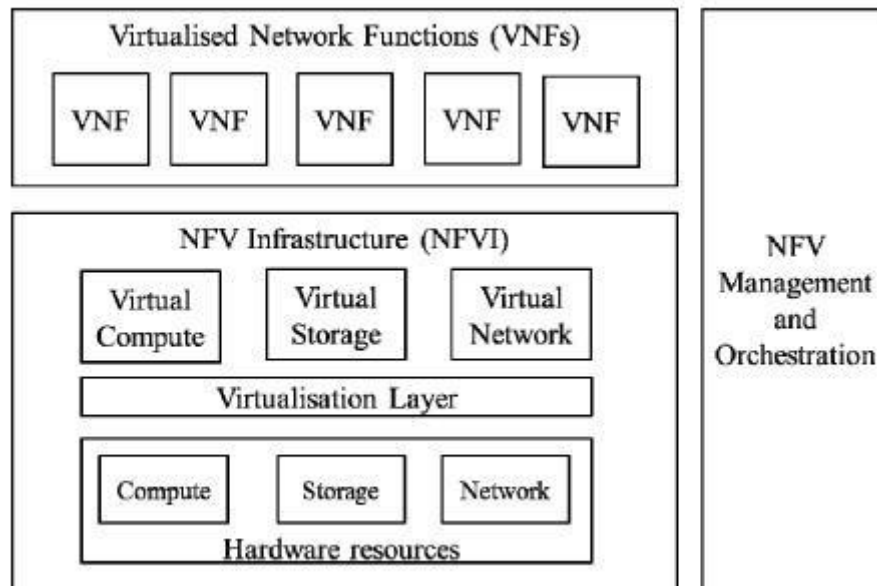 Virtualised Network Functions (VNFs)
VNF VNF VNF VNF VNF
NFV Infrastructure (NFVI)
Virtual Compute
Virtual Storage
Virtual Network
Virtualisation Layer
Compute Storage Network
Hardware resources
NFV
Management
and
Orchestration